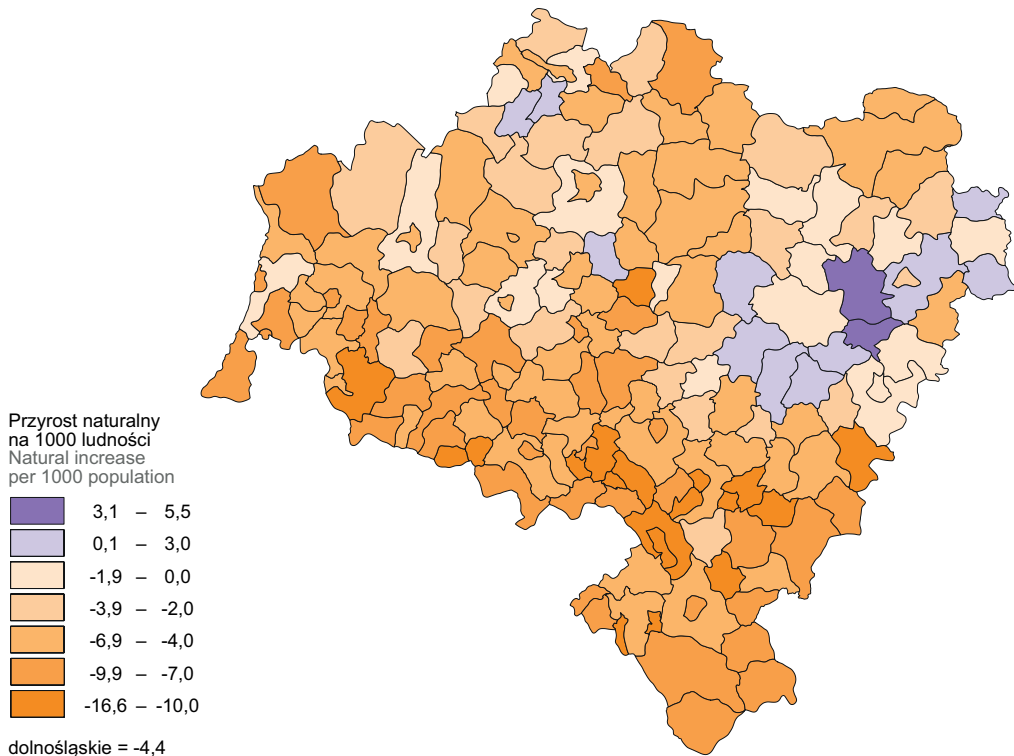 Przyrost naturalny
na 1000 ludności
Natural increase
per 1000 population
3,1 – 5,5
0,1 – 3,0
-1,9 – 0,0
-3,9 – -2,0
-6,9 – -4,0
-9,9 – -7,0
-16,6 – -10,0
dolnośląskie = -4,4